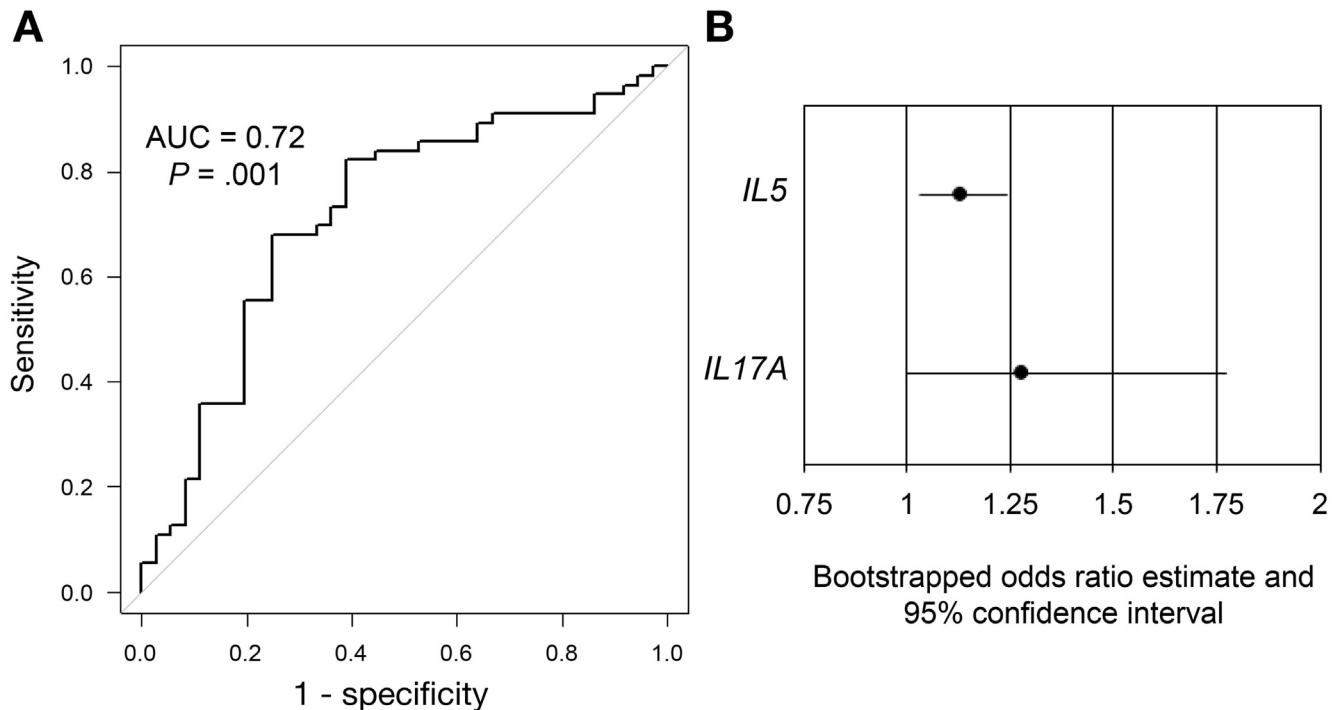 A
AUC = 0.72
P = .001
1.0
0.8
0.6
0.4
0.2
0.0
Sensitivity
0.0 0.2 0.4 0.6 0.8 1.0
1 - specificity
B
IL5
IL17A
0.75 1 1.25 1.5 1.75 2
Bootstrapped odds ratio estimate and
95% confidence interval